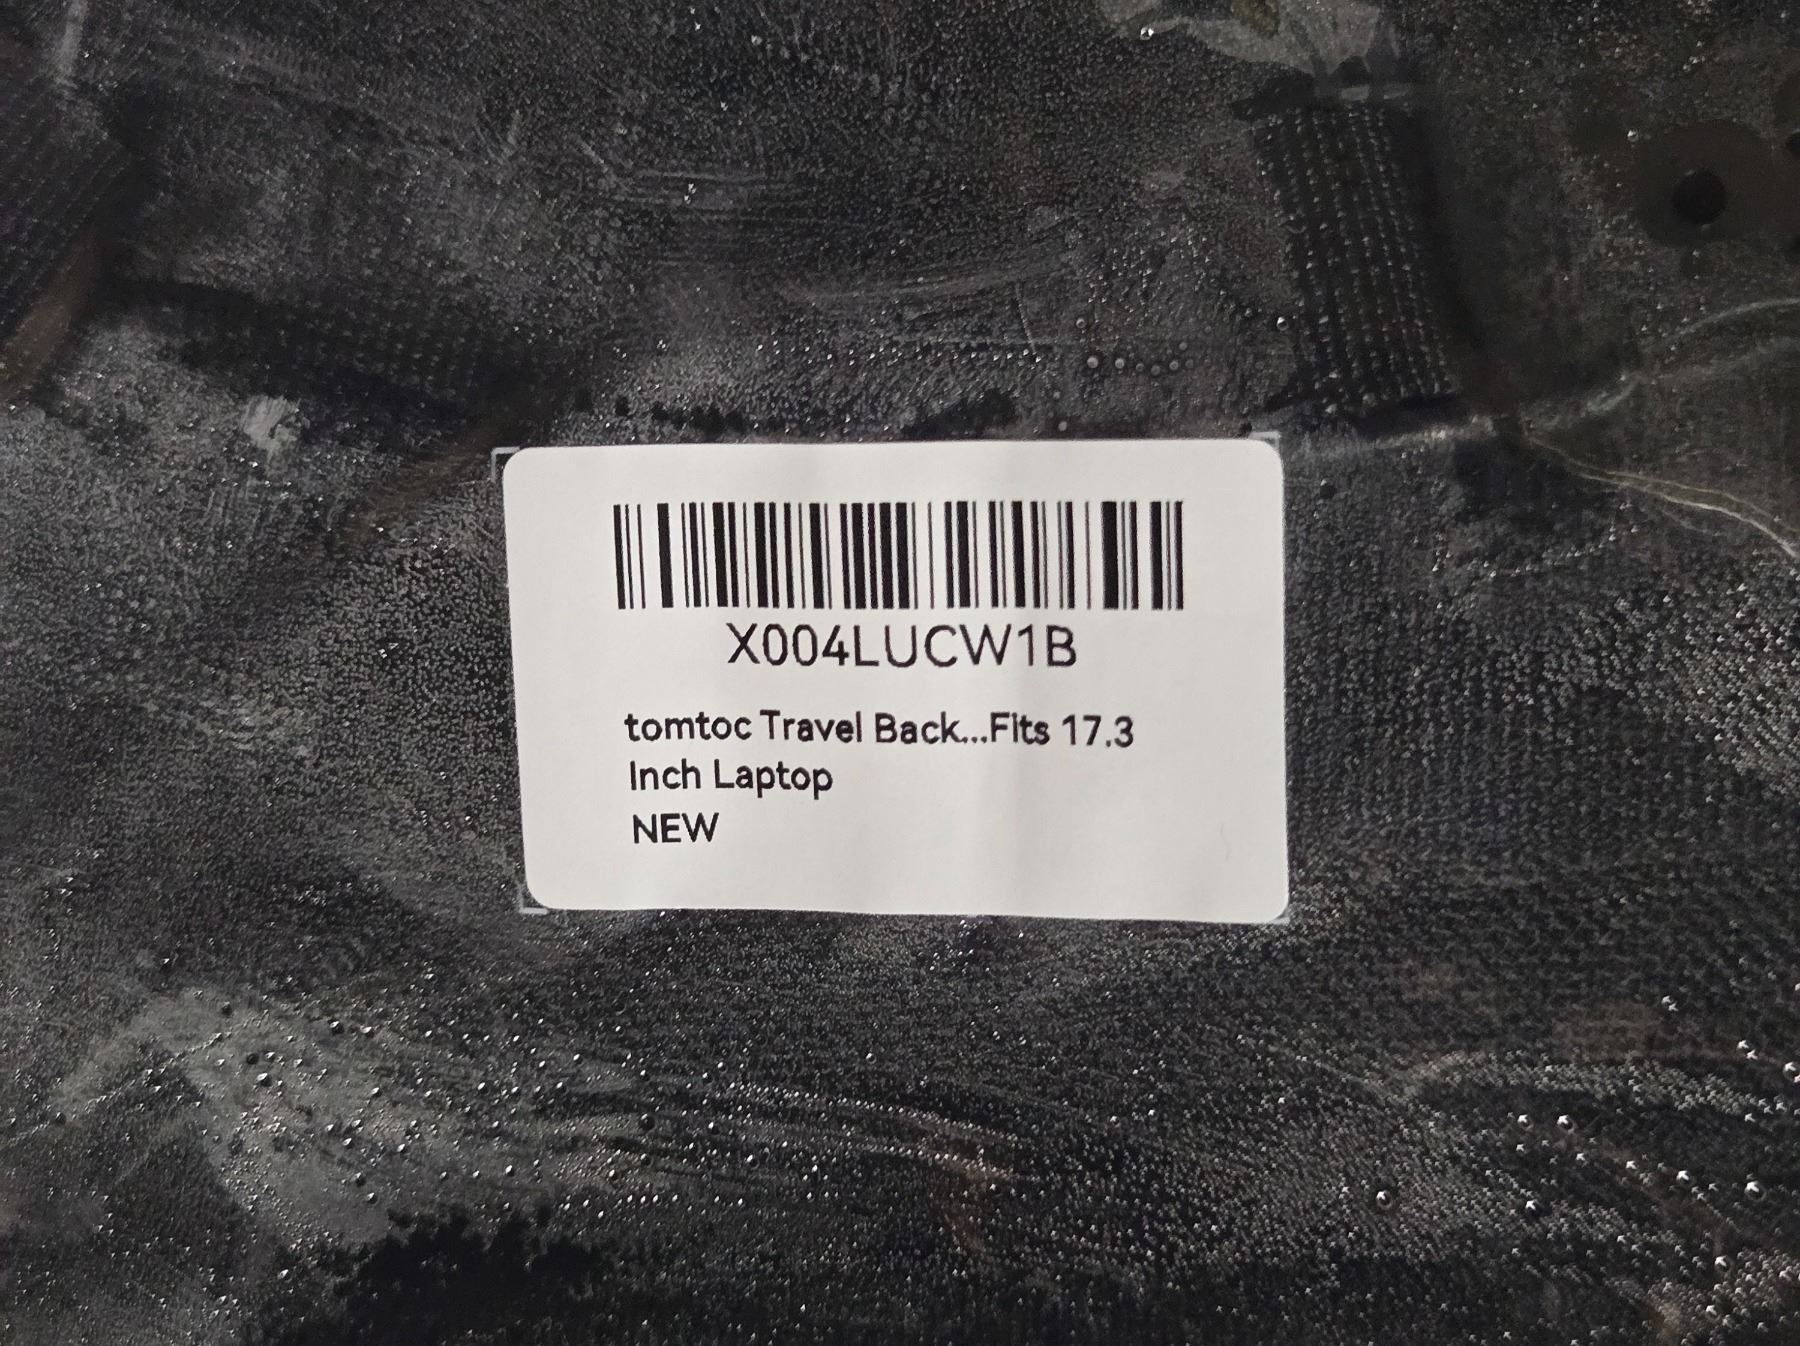 X004LUCW1B
tomtoc Travel Back...Fits 17.3
Inch Laptop
NEW